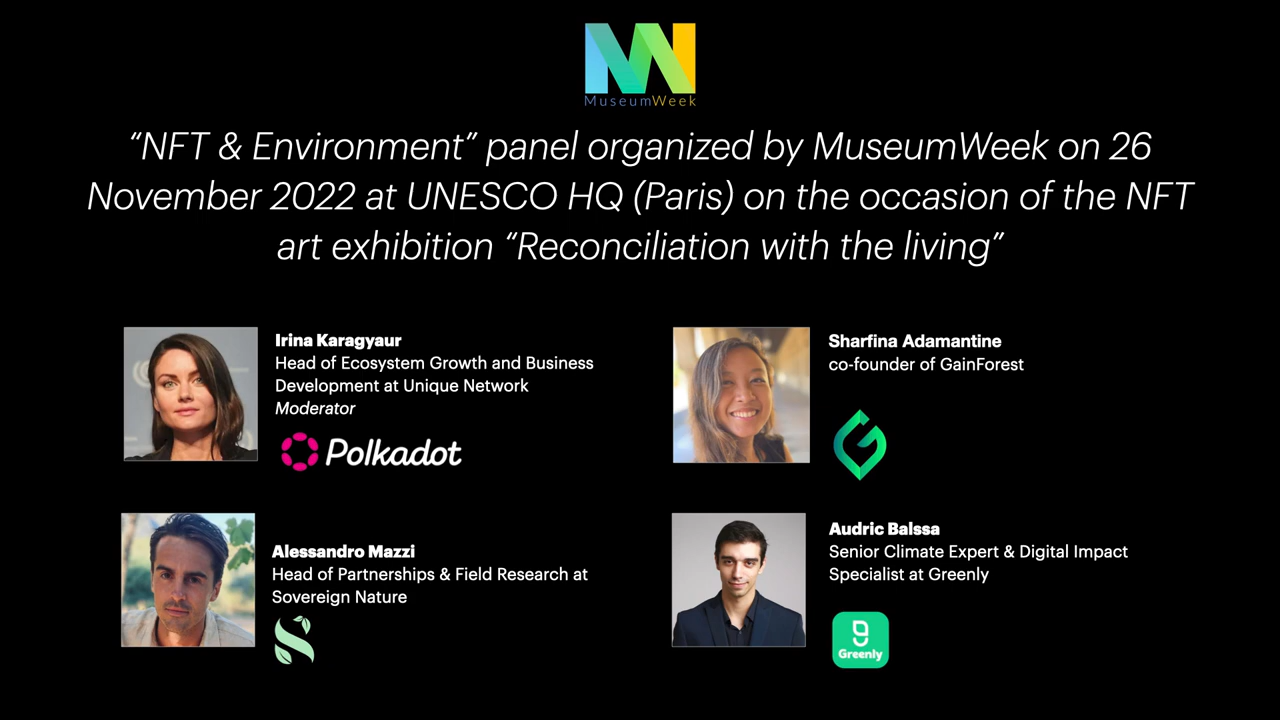 MuseumWeek
“NFT & Environment” panel organized by MuseumWeek on 26
November 2022 at UNESCO HQ (Paris) on the occasion of the NFT
art exhibition “Reconciliation with the living”
Irina Karagyaur
Head of Ecosystem Growth and Business
Development at Unique Network
Moderator
Polkadot
Sharfina Adamantine
co-founder of GainForest
Alessandro Mazzi
Head of Partnerships & Field Research at
Sovereign Nature
Audric Balssa
Senior Climate Expert & Digital Impact
Specialist at Greenly
Greenly